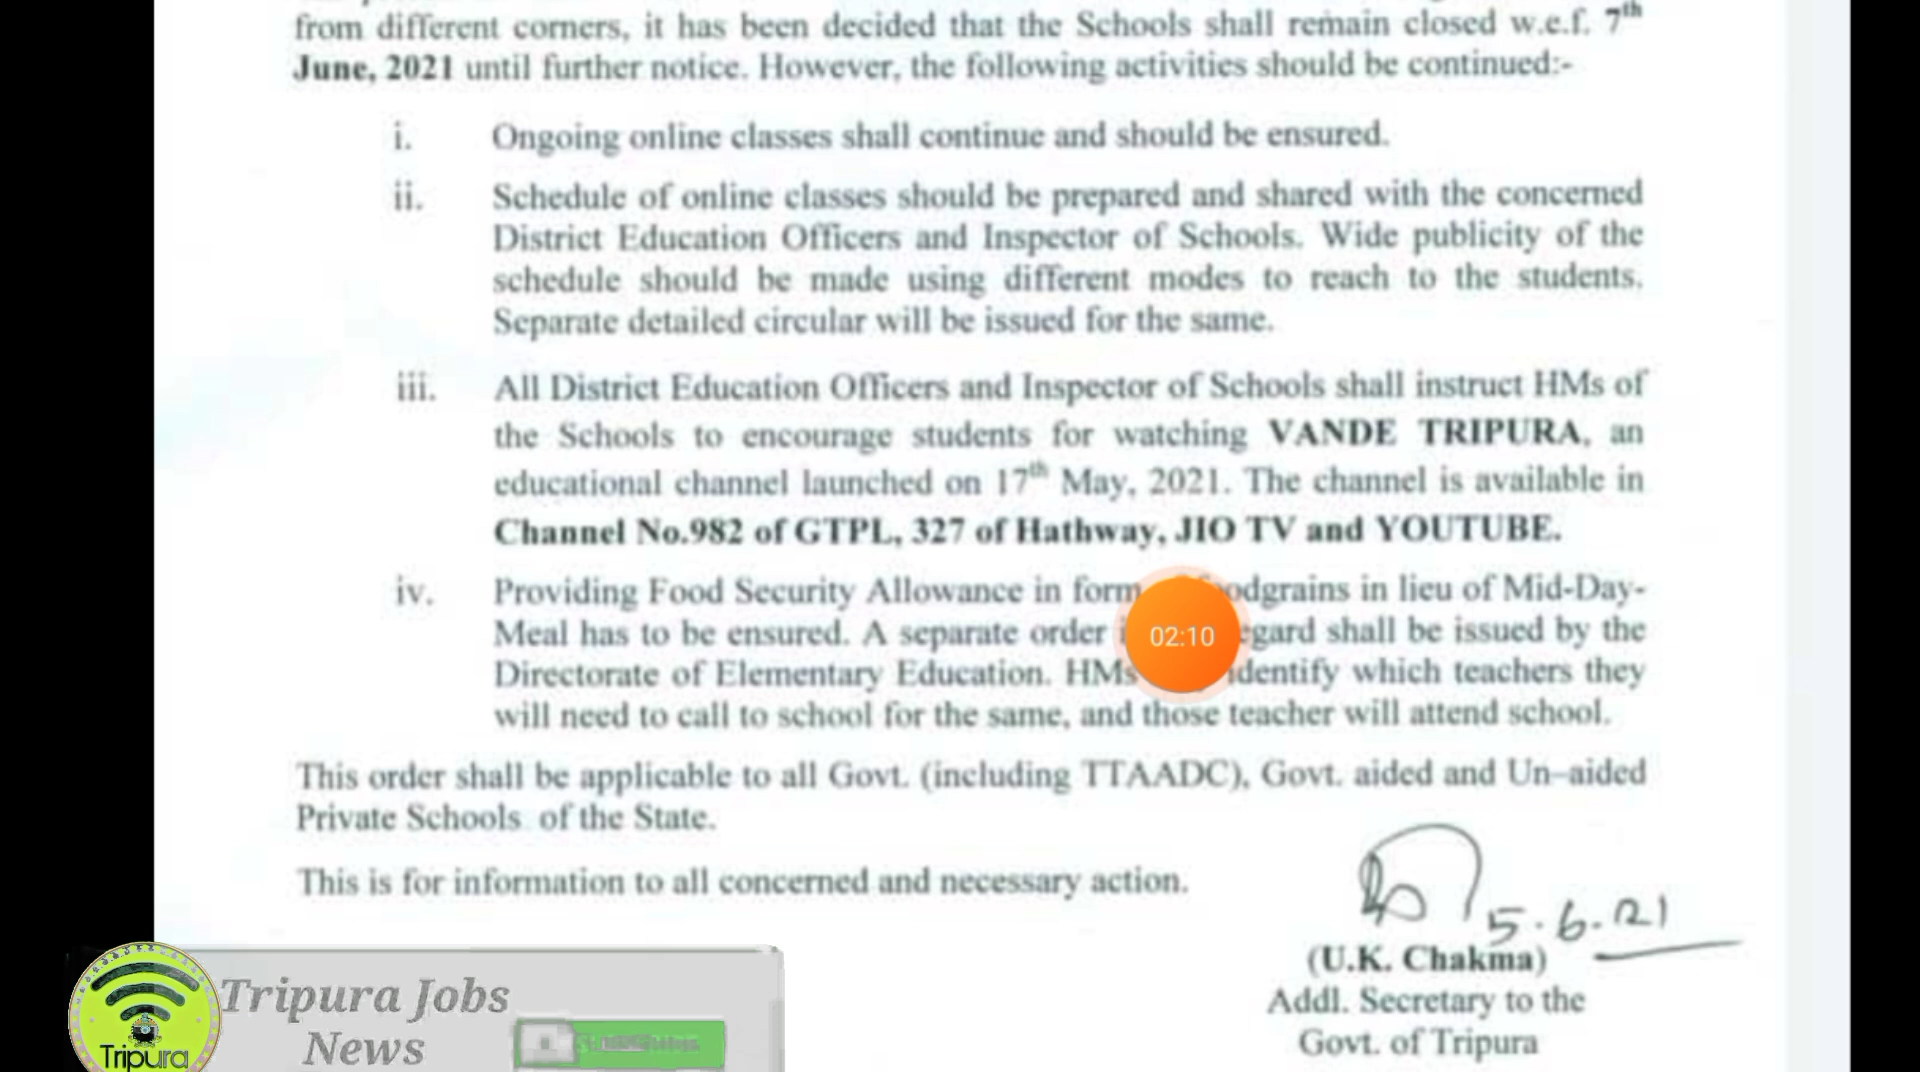 from different corners, it has been decided that the Schools shall remain closed w.e.f. 7th
June, 2021 until further notice. However, the following activities should be continued:-
i. Ongoing online classes shall continue and should be ensured.
ii. Schedule of online classes should be prepared and shared with the concerned
District Education Officers and Inspector of Schools. Wide publicity of the
schedule should be made using different modes to reach to the students.
Separate detailed circular will be issued for the same.
iii. All District Education Officers and Inspector of Schools shall instruct HMs of
the Schools to encourage students for watching VANDE TRIPURA, an
educational channel launched on 17th May, 2021. The channel is available in
Channel No.982 of GTPL, 327 of Hathway, JIO TV and YOUTUBE.
iv. Providing Food Security Allowance in form odgrains in lieu of Mid-Day-
Meal has to be ensured. A separate order egard shall be issued by the
Directorate of Elementary Education. HMs identify which teachers they
will need to call to school for the same, and those teacher will attend school.
02:10
This order shall be applicable to all Govt. (including TTAADC), Govt. aided and Un-aided
Private Schools of the State.
This is for information to all concerned and necessary action.
5.6.21
(U.K. Chakma)
Addl. Secretary to the
Govt. of Tripura
Tripura Jobs
News
Tripura